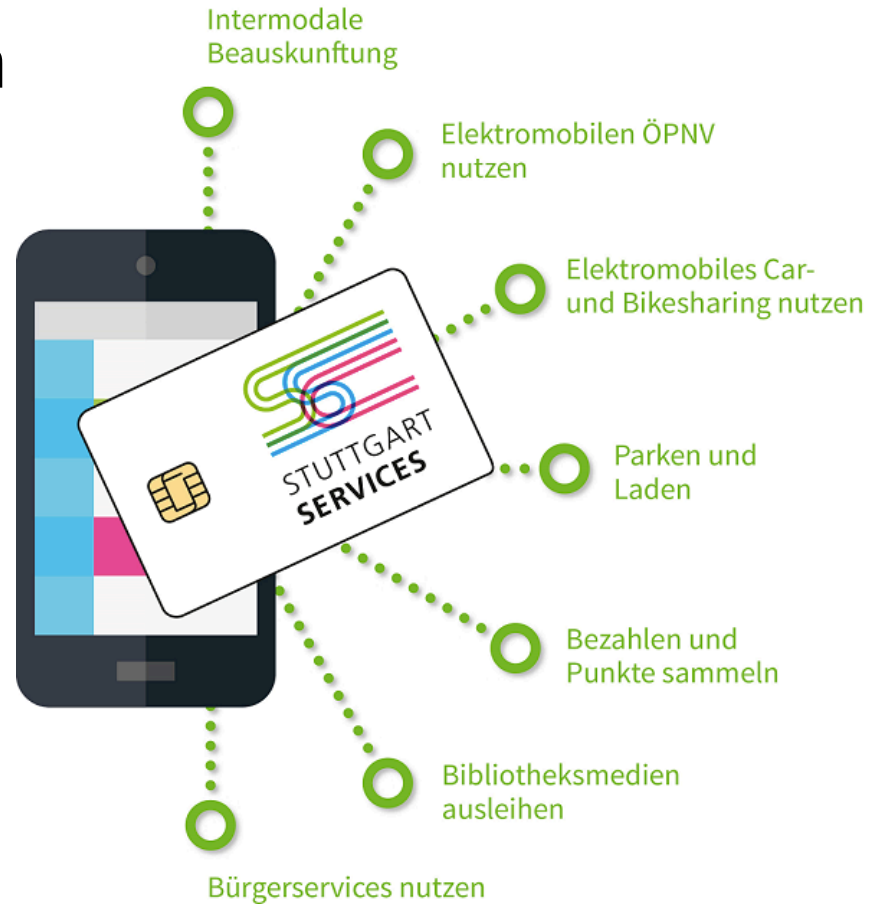 Intermodale
Beauskunftung
Elektromobilen ÖPNV
nutzen
Elektromobiles Car-
und Bikesharing nutzen
STUTTGART
SERVICES
Parken und
Laden
Bezahlen und
Punkte sammeln
Bibliotheksmedien
ausleihen
Bürgerservices nutzen